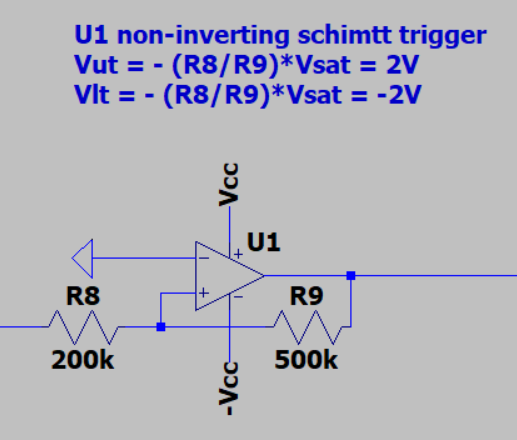 U1 non-inverting schimtt trigger
Vut = - (R8/R9)*Vsat = 2V
Vlt = - (R8/R9)*Vsat = -2V
Vcc
U1
R8
R9
200k
500k
-Vcc